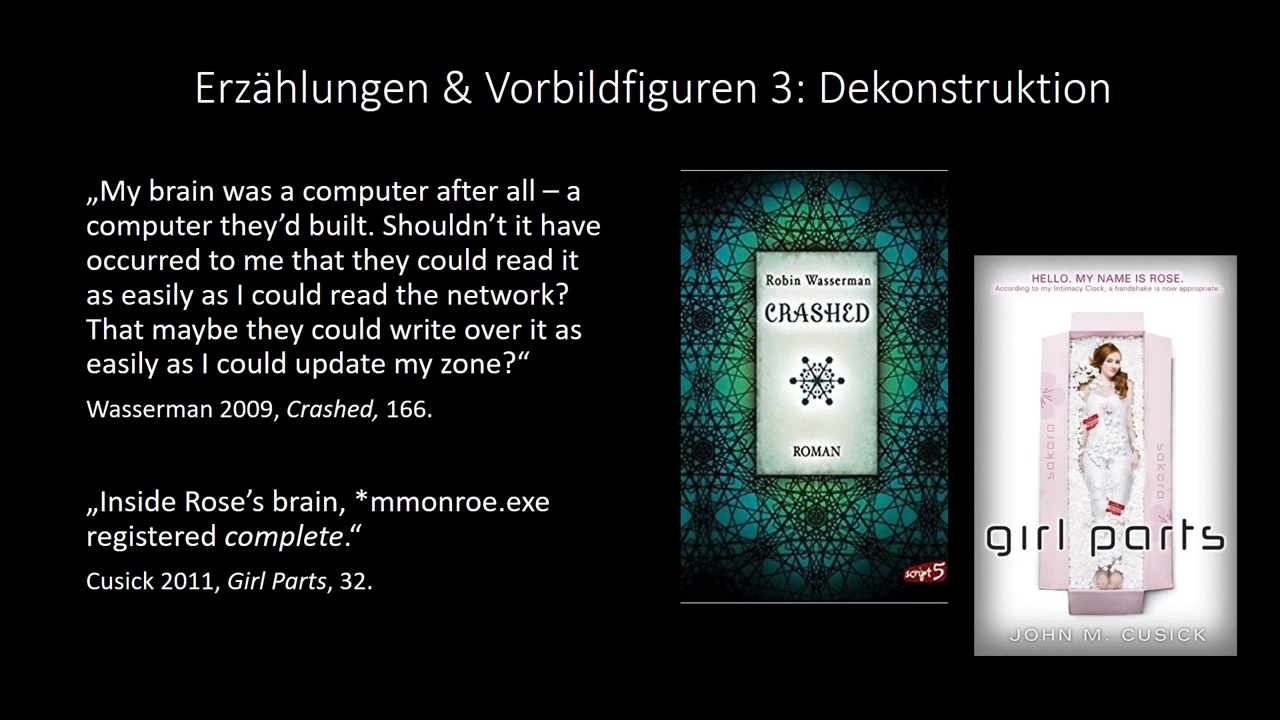 Erzählungen & Vorbildfiguren 3: Dekonstruktion
„My brain was a computer after all – a
computer they’d built. Shouldn’t it have
occurred to me that they could read it
as easily as I could read the network?
That maybe they could write over it as
easily as I could update my zone?“
Wasserman 2009, Crashed, 166.
„Inside Rose’s brain, *mmonroe.exe
registered complete.“
Cusick 2011, Girl Parts, 32.
Robin Wasserman
CRASHED
ROMAN
script5
HELLO. MY NAME IS ROSE.
According to my Intimacy Clock, a handshake is now appropriate.
sakora
sakora
girl parts
JOHN M. CUSICK